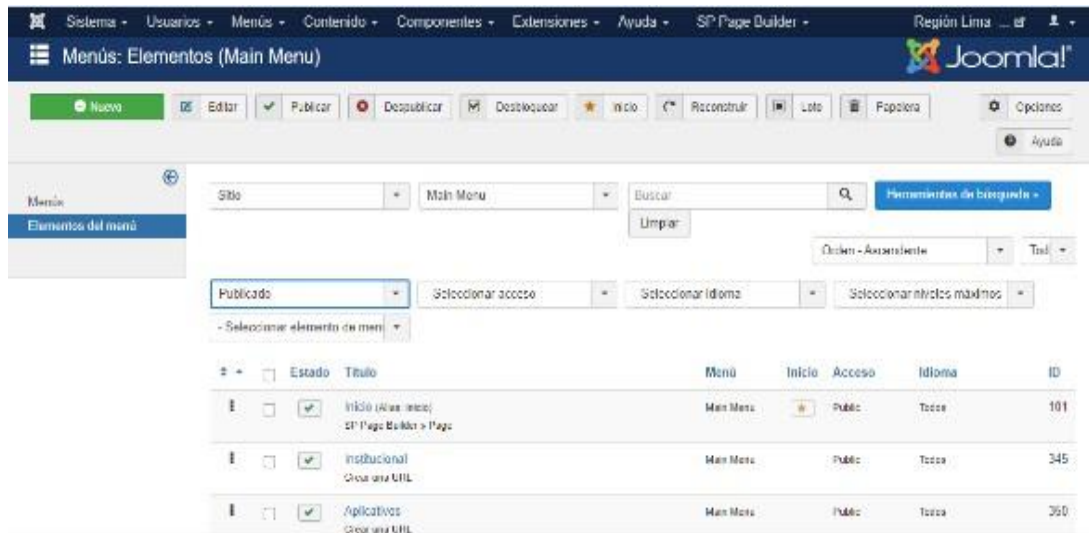 Sistema Usuarios Menús Contenido Componentes Extensiones Ayuda SP Page Builder Región Lima ...
Menús: Elementos (Main Menu) Joomla!
Nuevo Editar Publicar Despublicar Desbloquear Inicio Reconstruir Lote Papelera Opciones
Ayuda
Menús
Elementos del menú
Sitio Main Menu Buscar Herramientas de búsqueda
Limpiar
Orden - Ascendente Tod
Publicado Seleccionar acceso Seleccionar idioma Seleccionar niveles máximos
- Seleccionar elemento de men
Estado Título Menú Inicio Acceso Idioma ID
Inicio (Alias: inicio) Main Menu Public Todos 101
SP Page Builder » Page
Institucional Main Menu Public Todos 345
Crear una URL
Aplicativos Main Menu Public Todos 350
Crear una URL